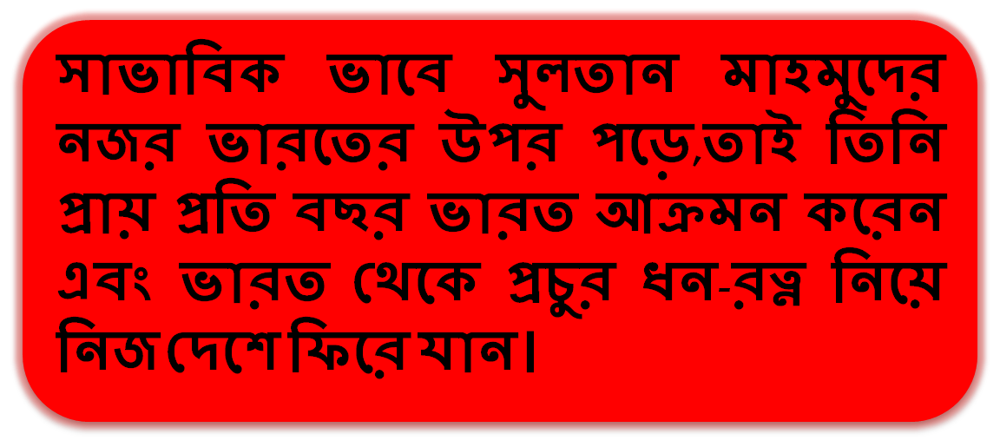 সাভাবিক ভাবে সুলতান মাহমুদের
নজর ভারতের উপর পড়ে,তাই তিনি
প্রায় প্রতি বছর ভারত আক্রমন করেন
এবং ভারত থেকে প্রচুর ধন-রত্ন নিয়ে
নিজ দেশে ফিরে যান।